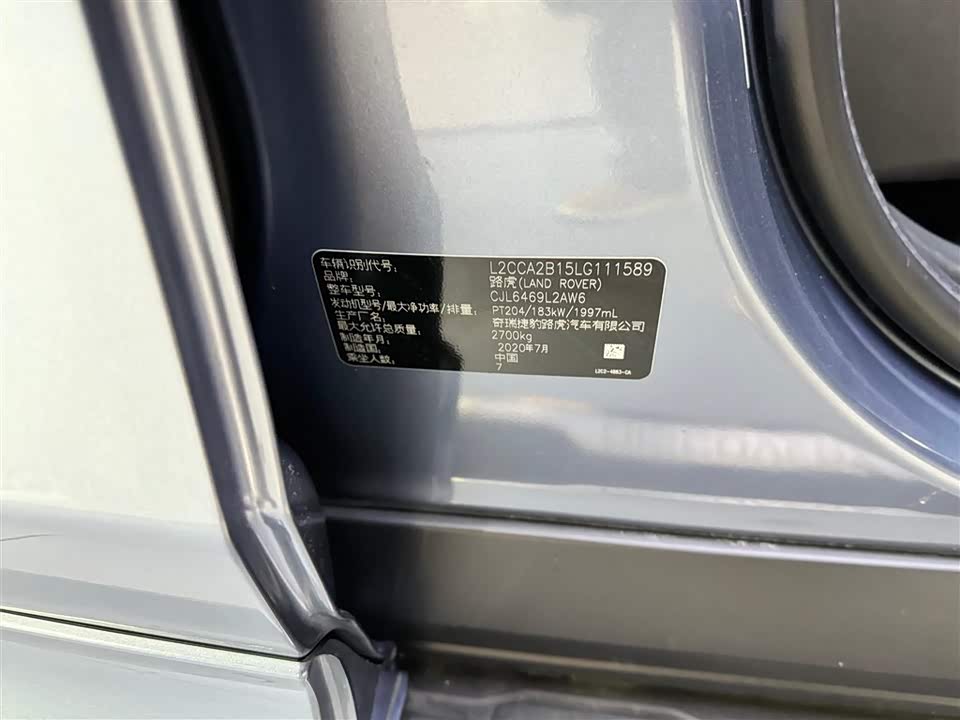 车辆识别代号: L2CCA2B15LG111589
品牌: 路虎(LAND ROVER)
整车型号: CJL6469L2AW6
发动机型号/最大净功率/排量: PT204/183kW/1997mL
生产厂名: 奇瑞捷豹路虎汽车有限公司
最大允许总质量: 2700kg
制造年月: 2020年7月
制造国: 中国
乘坐人数: 7